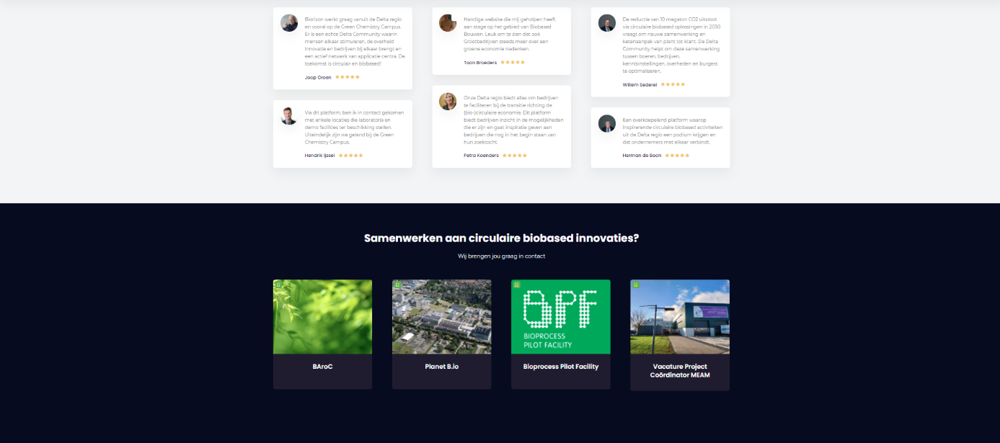 Biorizon werkt graag vanuit de Delta regio
en vooral op de Green Chemistry Campus.
Er is een echte Delta Community waarin
mensen elkaar stimuleren, de overheid
innovatie en bedrijven bij elkaar brengt en
een actief netwerk van applicatie centra. De
toekomst is circulair en biobased!
Joop Groen
Via dit platform, ben ik in contact gekomen
met enkele locaties die laboratoria en
demo facilities ter beschikking stellen.
Uiteindelijk zijn we geland bij de Green
Chemistry Campus.
Hendrik Ijssel
Handige website die mij geholpen heeft
aan stage op het gebied van Biobased
Bouwen. Leuk om te zien dat ook
Grootbedrijven steeds meer over een
groene economie nadenken.
Toon Broeders
Onze Delta regio biedt alles om bedrijven
te faciliteren bij de transitie richting de
(bio-)circulaire economie. Dit platform
biedt bedrijven inzicht in de mogelijkheden
die er zijn en gaat inspiratie geven aan
bedrijven die nog in het begin staan van
hun zoektocht.
Petra Koenders
De reductie van 10 megaton CO2 uitstoot
via circulaire biobased oplossingen in 2030
vraagt om nauwe samenwerking en
ketenaanpak van plant tot klant. De Delta
Community helpt om deze samenwerking
tussen boeren, bedrijven,
kennisinstellingen, overheden en burgers
te optimaliseren.
Willem Sederel
Een overkoepelend platform waarop
inspirerende circulaire biobased activiteiten
uit de Delta regio een podium krijgen en
dat ondernemers met elkaar verbindt.
Herman de Boon
Samenwerken aan circulaire biobased innovaties?
Wij brengen jou graag in contact
BAroC
Planet B.io
BPF
BIOPROCESS
PILOT FACILITY
Bioprocess Pilot Facility
Vacature Project
Coördinator MEAM